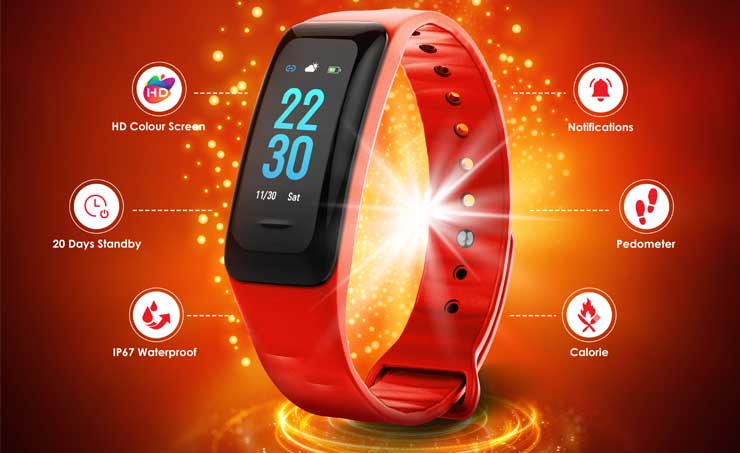 HD
HD Colour Screen
20 Days Standby
IP67 Waterproof
22
30
11/30 Sat
Notifications
Pedometer
Calorie